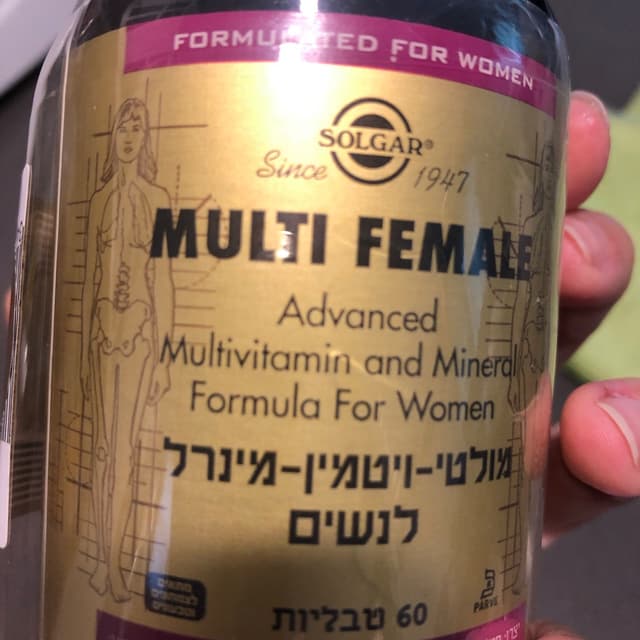 FORMULATED FOR WOMEN
SOLGAR®
Since 1947
MULTI FEMALE
Advanced
Multivitamin and Mineral
Formula For Women
מולטי-ויטמין-מינרל
לנשים
60 טבליות
PARVE